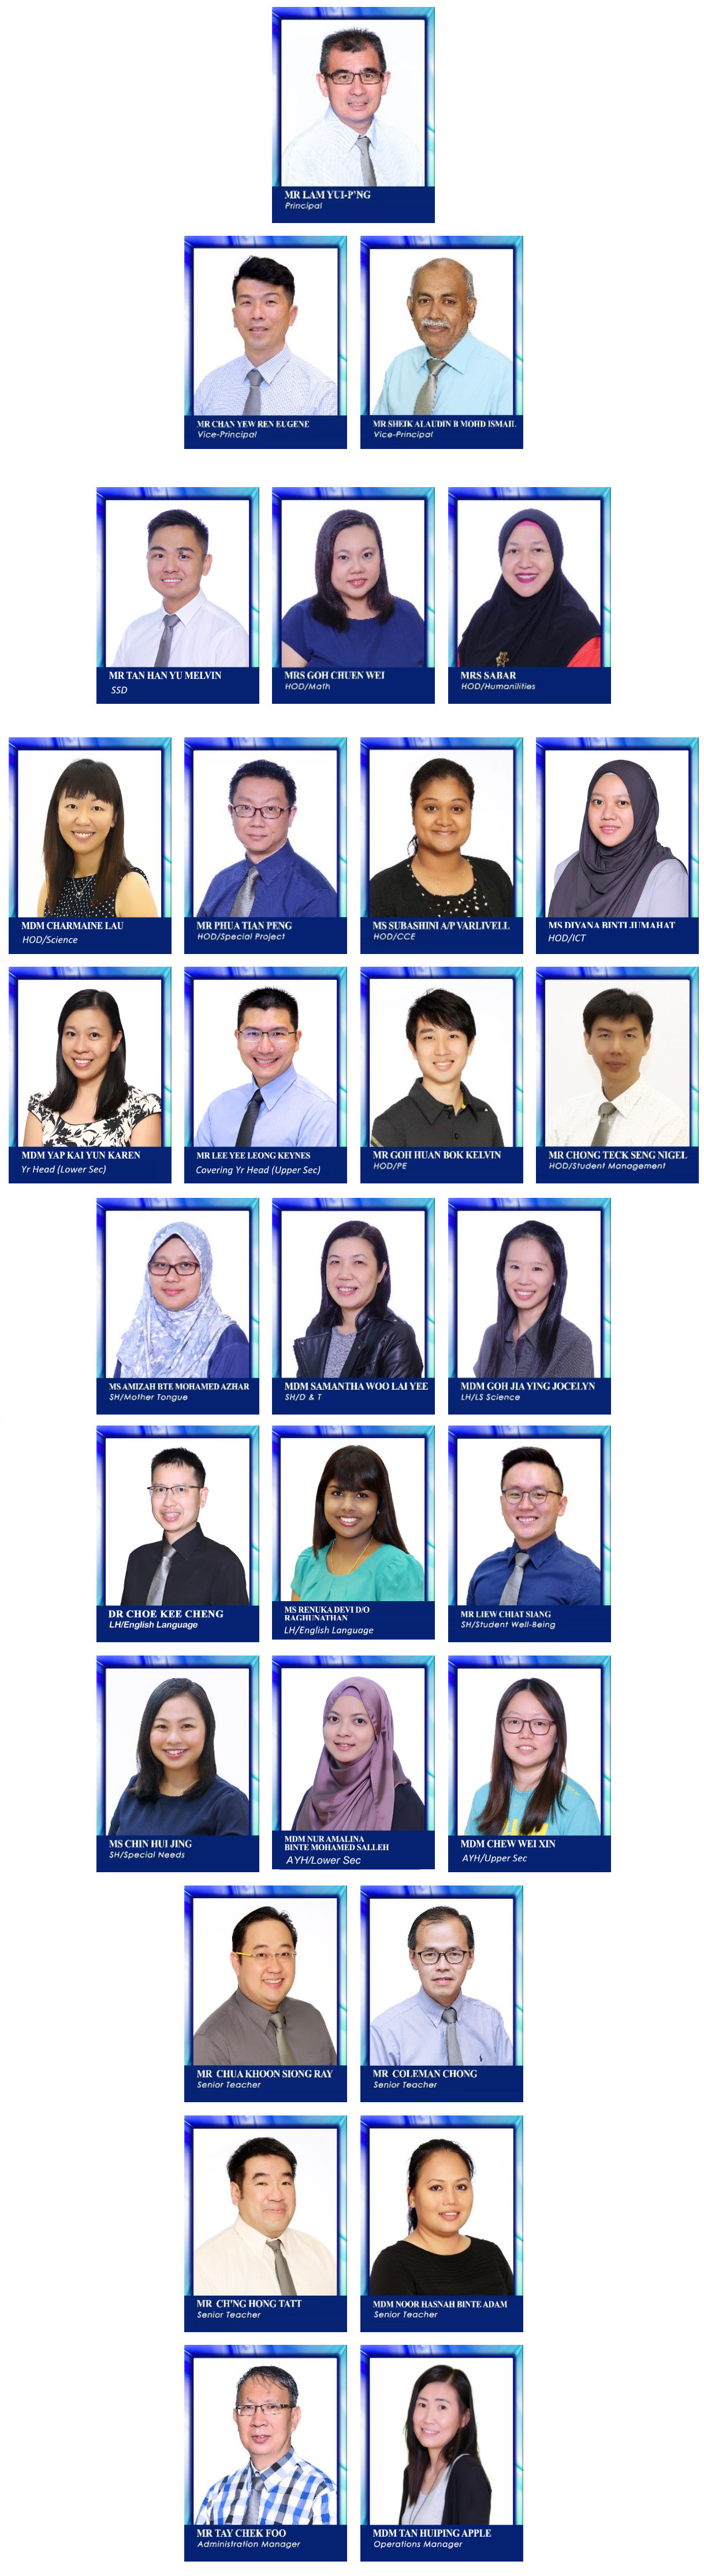 MR LAM YUI-P'NG
Principal
MR CHAN YEW REN EUGENE
Vice-Principal
MR SHEIK ALAUDIN B MOHD ISMAIL
Vice-Principal
MR TAN HAN YU MELVIN
SSD
MRS GOH CHUEN WEI
HOD/Math
MRS SABAR
HOD/Humanilities
MDM CHARMAINE LAU
HOD/Science
MR PHUA TIAN PENG
HOD/Special Project
MS SUBASHINI A/P VARLIVELL
HOD/CCE
MS DIYANA BINTI JUMAHAT
HOD/ICT
MDM YAP KAI YUN KAREN
Yr Head (Lower Sec)
MR LEE YEE LEONG KEYNES
Covering Yr Head (Upper Sec)
MR GOH HUAN BOK KELVIN
HOD/PE
MR CHONG TECK SENG NIGEL
HOD/Student Management
MS AMIZAH BTE MOHAMED AZHAR
SH/Mother Tongue
MDM SAMANTHA WOO LAI YEE
SH/D & T
MDM GOH JIA YING JOCELYN
LH/LS Science
DR CHOE KEE CHENG
LH/English Language
MS RENUKA DEVI D/O
RAGHUNATHAN
LH/English Language
MR LIEW CHIAT SIANG
SH/Student Well-Being
MS CHIN HUI JING
SH/Special Needs
MDM NUR AMALINA
BINTE MOHAMED SALLEH
AYH/Lower Sec
MDM CHEW WEI XIN
AYH/Upper Sec
MR CHUA KHOON SIONG RAY
Senior Teacher
MR COLEMAN CHONG
Senior Teacher
MR CH'NG HONG TATT
Senior Teacher
MDM NOOR HASNAH BINTE ADAM
Senior Teacher
MR TAY CHEK FOO
Administration Manager
MDM TAN HUIPING APPLE
Operations Manager